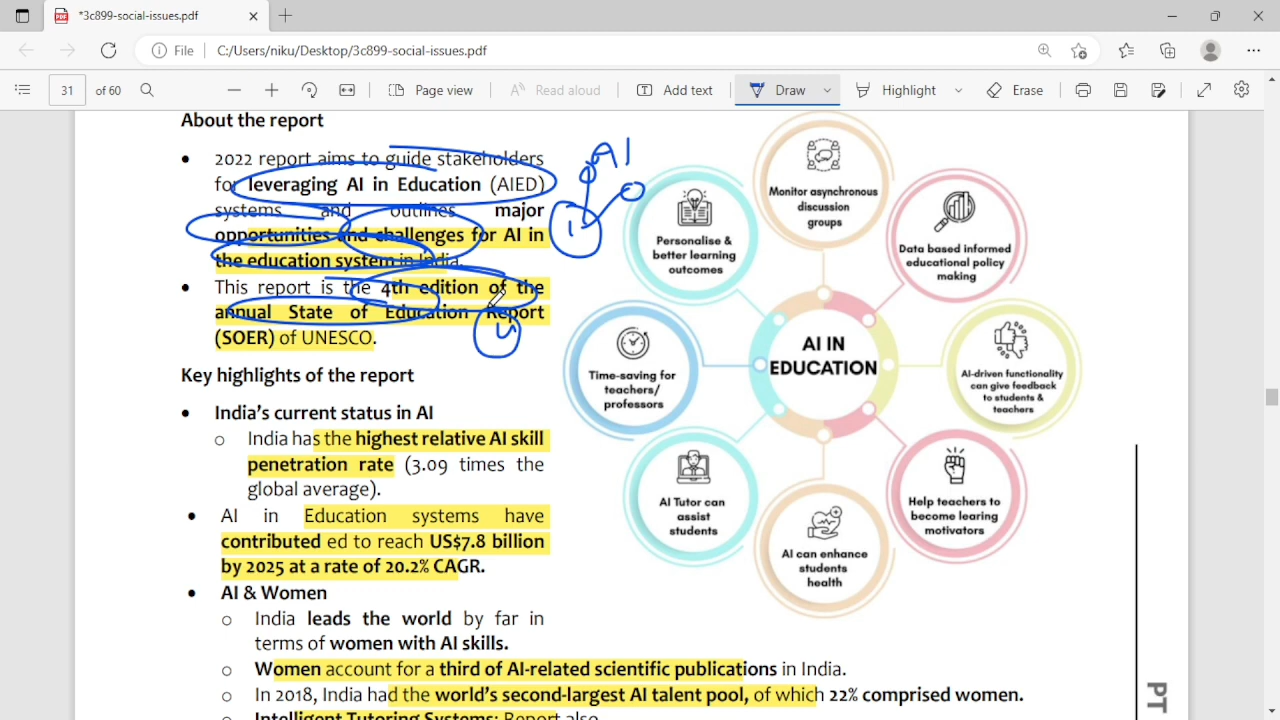 *3c899-social-issues.pdf
File
C:/Users/niku/Desktop/3c899-social-issues.pdf
31
of 60
Page view
Read aloud
Add text
Draw
Highlight
Erase
About the report
2022 report aims to guide stakeholders
for leveraging AI in Education (AIED)
systems and outlines major
opportunities and challenges for AI in
the education system in India.
This report is the 4th edition of the
annual State of Education Report
(SOER) of UNESCO.
AI
1
4
Key highlights of the report
India's current status in AI
India has the highest relative AI skill
penetration rate (3.09 times the
global average).
AI in Education systems have
contributed ed to reach US$7.8 billion
by 2025 at a rate of 20.2% CAGR.
AI & Women
India leads the world by far in
terms of women with AI skills.
Women account for a third of AI-related scientific publications in India.
In 2018, India had the world's second-largest AI talent pool, of which 22% comprised women.
Intelligent Tutoring Systems: Report also
AI IN
EDUCATION
Monitor asynchronous
discussion
groups
Data based informed
educational policy
making
AI-driven functionality
can give feedback
to students &
teachers
Help teachers to
become learing
motivators
AI can enhance
students
health
AI Tutor can
assist
students
Time-saving for
teachers/
professors
Personalise &
better learning
outcomes
PT